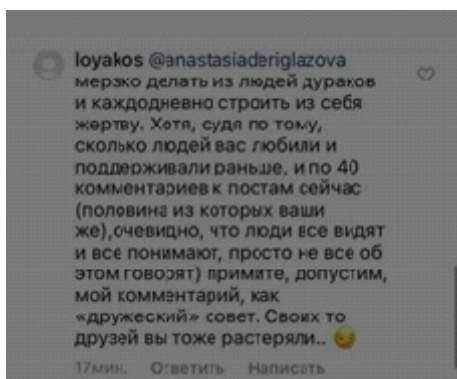 loyakos @anastasiaderiglazova
мерзко делать из людей дураков
и каждодневно строить из себя
жертву. Хотя, судя по тому,
сколько людей вас любили и
поддерживали раньше, и по 40
комментариев к постам сейчас
(половина из которых ваши
же),очевидно, что люди все видят
и все понимают, просто не все об
этом говорят) примите, допустим,
мой комментарий, как
«дружеский» совет. Своих то
друзей вы тоже растеряли.. 😉
17мин. Ответить Написать